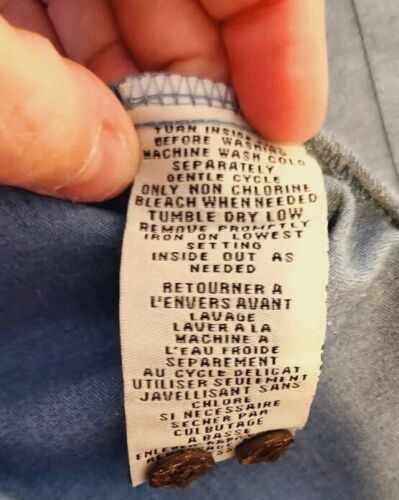 TURN INSIDE
BEFORE WASHING
MACHINE WASH COLD
SEPARATELY
GENTLE CYCLE
ONLY NON CHLORINE
BLEACH WHEN NEEDED
TUMBLE DRY LOW
REMOVE PROMPTLY
IRON ON LOWEST
SETTING
INSIDE OUT AS
NEEDED
RETOURNER A
L'ENVERS AVANT
LAVAGE
LAVER A LA
MACHINE A
L'EAU FROIDE
SEPAREMENT
AU CYCLE DELICAT
UTILISER SEULEMENT
JAVELLISANT SANS
CHLORE
SI NECESSAIRE
SECHER PAR
CULBUTAGE
A BASSE